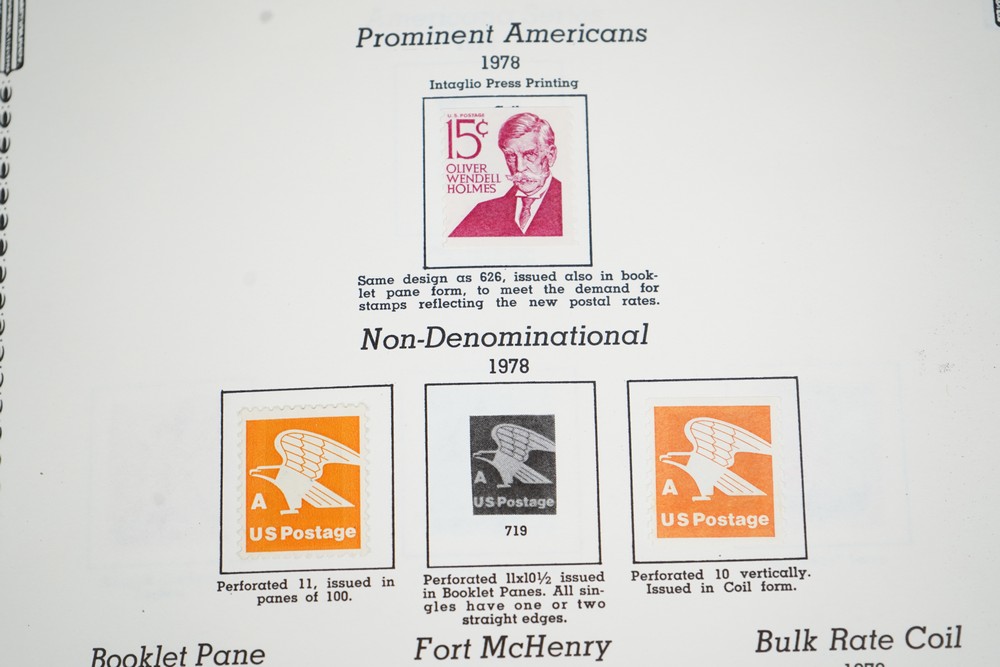 Prominent Americans
1978
Intaglio Press Printing
U.S. POSTAGE
15¢
OLIVER
WENDELL
HOLMES
Same design as 626, issued also in book-
let pane form, to meet the demand for
stamps reflecting the new postal rates.
Non-Denominational
1978
A
US Postage
A
US Postage
719
A
US Postage
Perforated 11, issued in
panes of 100.
Perforated 11x10½ issued
in Booklet Panes. All sin-
gles have one or two
straight edges.
Perforated 10 vertically.
Issued in Coil form.
Booklet Pane
Fort McHenry
Bulk Rate Coil